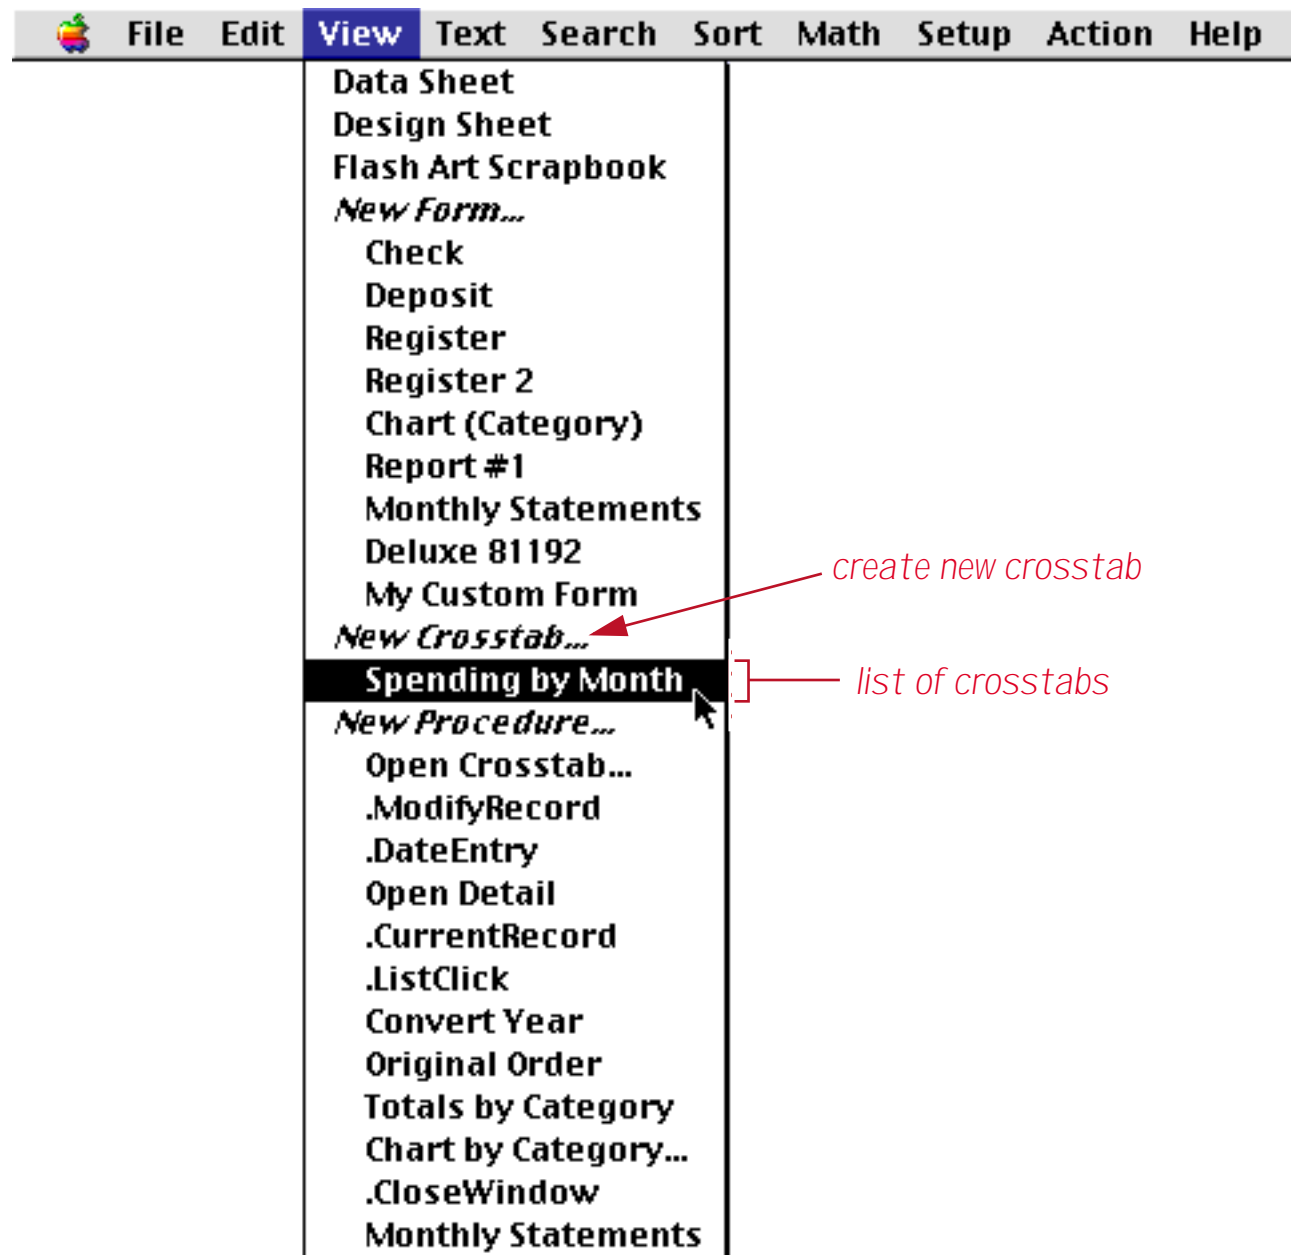 File Edit View Text Search Sort Math Setup Action Help
Data Sheet
Design Sheet
Flash Art Scrapbook
New Form...
Check
Deposit
Register
Register 2
Chart (Category)
Report #1
Monthly Statements
Deluxe 81192
My Custom Form
New Crosstab...
create new crosstab
Spending by Month
list of crosstabs
New Procedure...
Open Crosstab...
.ModifyRecord
.DateEntry
Open Detail
.CurrentRecord
.ListClick
Convert Year
Original Order
Totals by Category
Chart by Category...
.CloseWindow
Monthly Statements